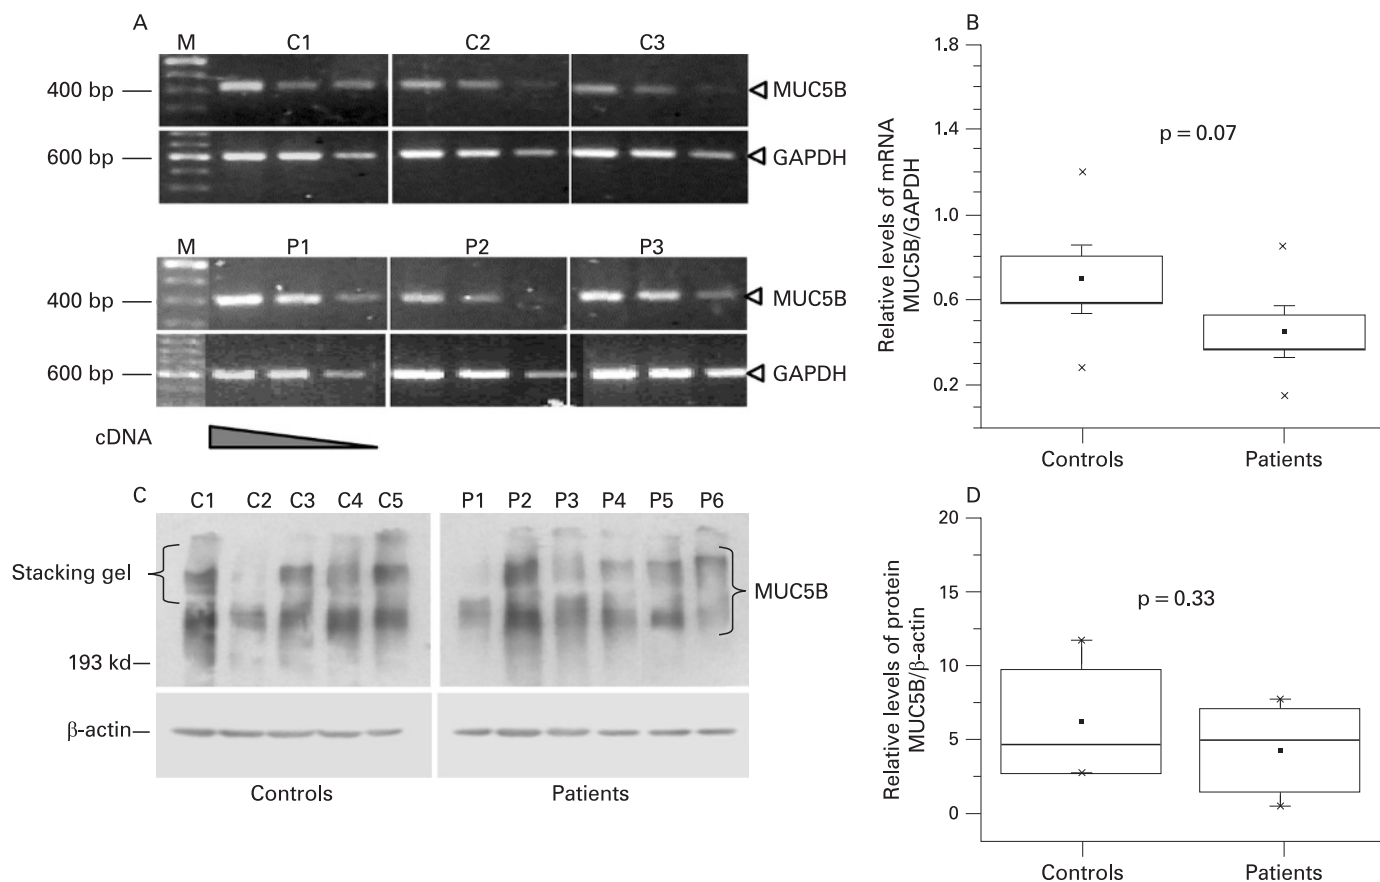 A
M C1 C2 C3
400 bp MUC5B
600 bp GAPDH
M P1 P2 P3
400 bp MUC5B
600 bp GAPDH
cDNA
B
Relative levels of mRNA
MUC5B/GAPDH
1.8
1.4
1.0
0.6
0.2
p = 0.07
Controls Patients
C
C1 C2 C3 C4 C5 P1 P2 P3 P4 P5 P6
Stacking gel
MUC5B
193 kd
β-actin
Controls Patients
D
Relative levels of protein
MUC5B/β-actin
20
15
10
5
0
p = 0.33
Controls Patients